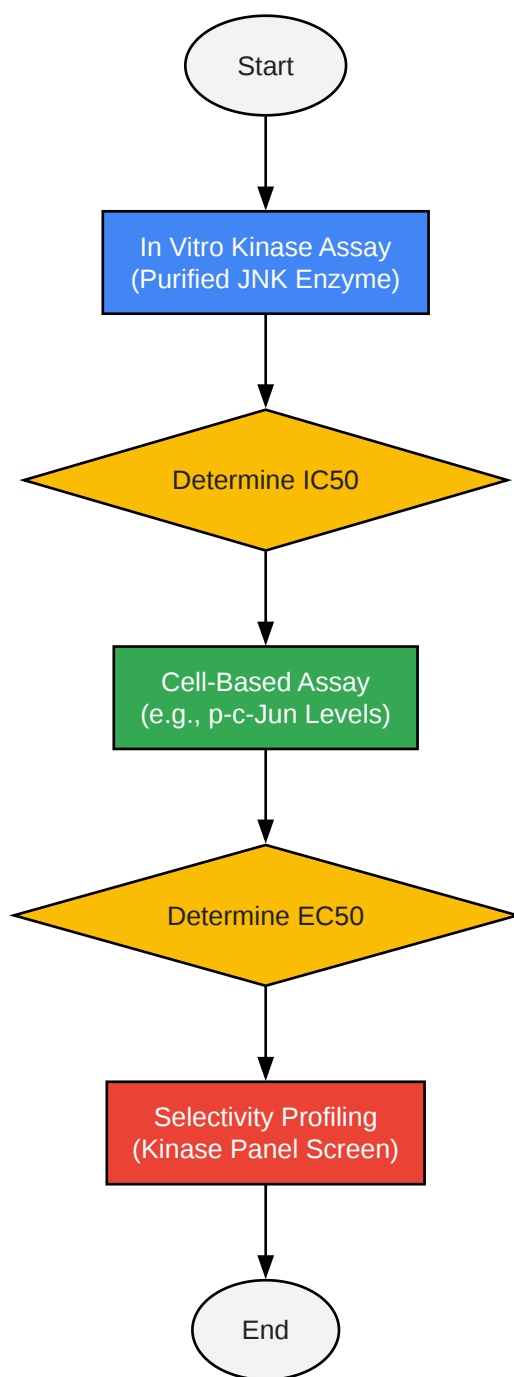 Start
In Vitro Kinase Assay
(Purified JNK Enzyme)
Determine IC50
Cell-Based Assay
(e.g., p-c-Jun Levels)
Determine EC50
Selectivity Profiling
(Kinase Panel Screen)
End